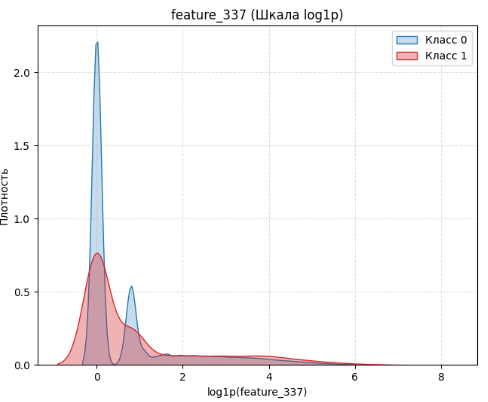 feature_337 (Шкала log1p)
Класс 0
Класс 1
Плотность
2.0
1.5
1.0
0.5
0.0
0 2 4 6 8
log1p(feature_337)